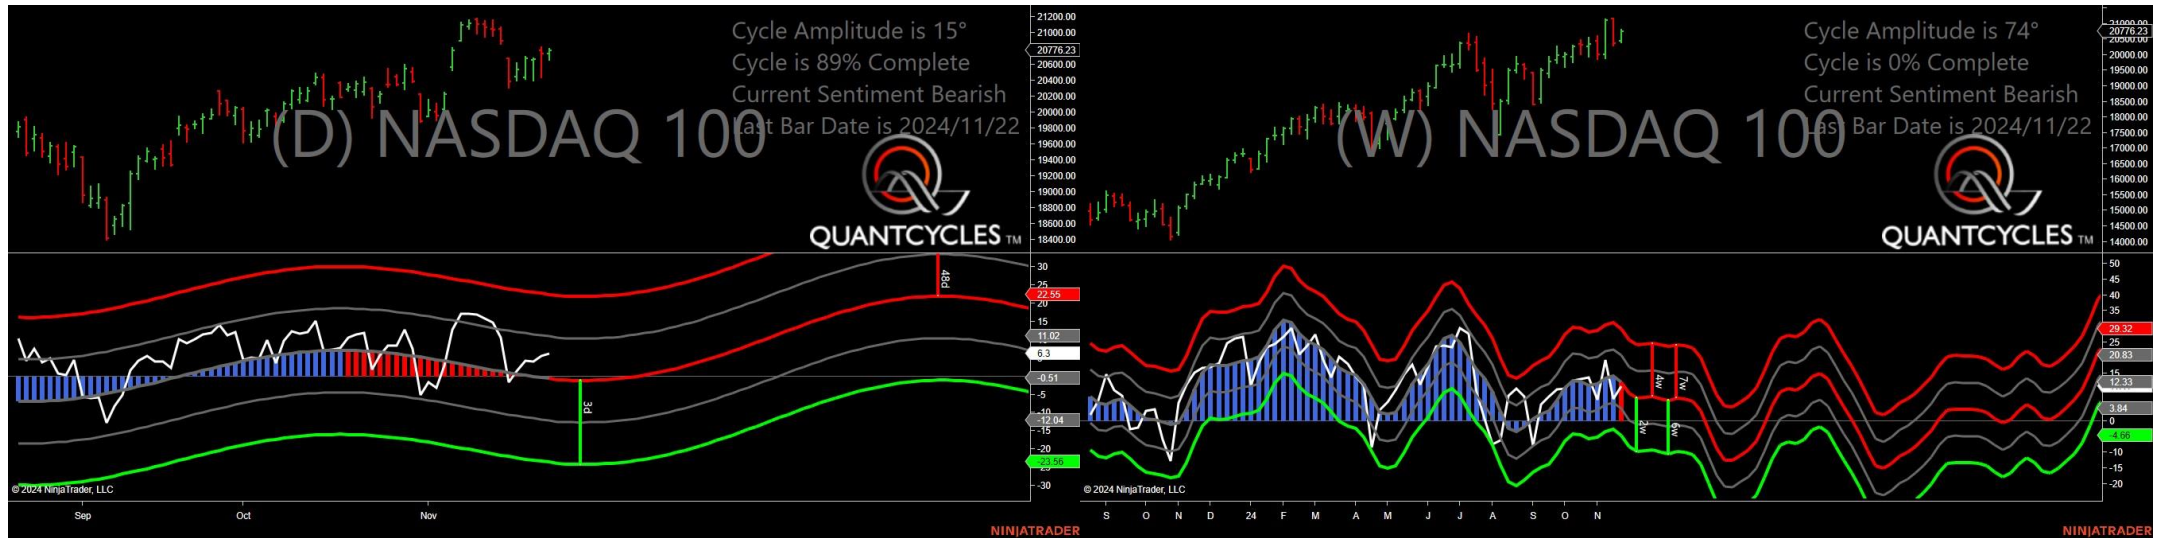 Cycle Amplitude is 15°
Cycle is 89% Complete
Current Sentiment Bearish
Last Bar Date is 2024/11/22
(D) NASDAQ 100
QUANTCYCLES TM
21200.00
21000.00
20776.23
20600.00
20400.00
20200.00
20000.00
19800.00
19600.00
19400.00
19200.00
19000.00
18800.00
18600.00
18400.00
48d
3d
30
25
22.55
20
15
11.02
6.3
-0.51
-5
-10
-12.04
-15
-20
-23.56
-30
© 2024 NinjaTrader, LLC
Sep
Oct
Nov
NINJATRADER
Cycle Amplitude is 74°
Cycle is 0% Complete
Current Sentiment Bearish
Last Bar Date is 2024/11/22
(W) NASDAQ 100
QUANTCYCLES TM
21000.00
20776.23
20500.00
20000.00
19500.00
19000.00
18500.00
18000.00
17500.00
17000.00
16500.00
16000.00
15500.00
15000.00
14500.00
14000.00
4w
7w
2w
6w
50
45
40
35
29.32
25
20.83
15
12.33
3.84
0
-4.66
-10
-15
-20
© 2024 NinjaTrader, LLC
S
O
N
D
24
F
M
A
M
J
J
A
S
O
N
NINJATRADER